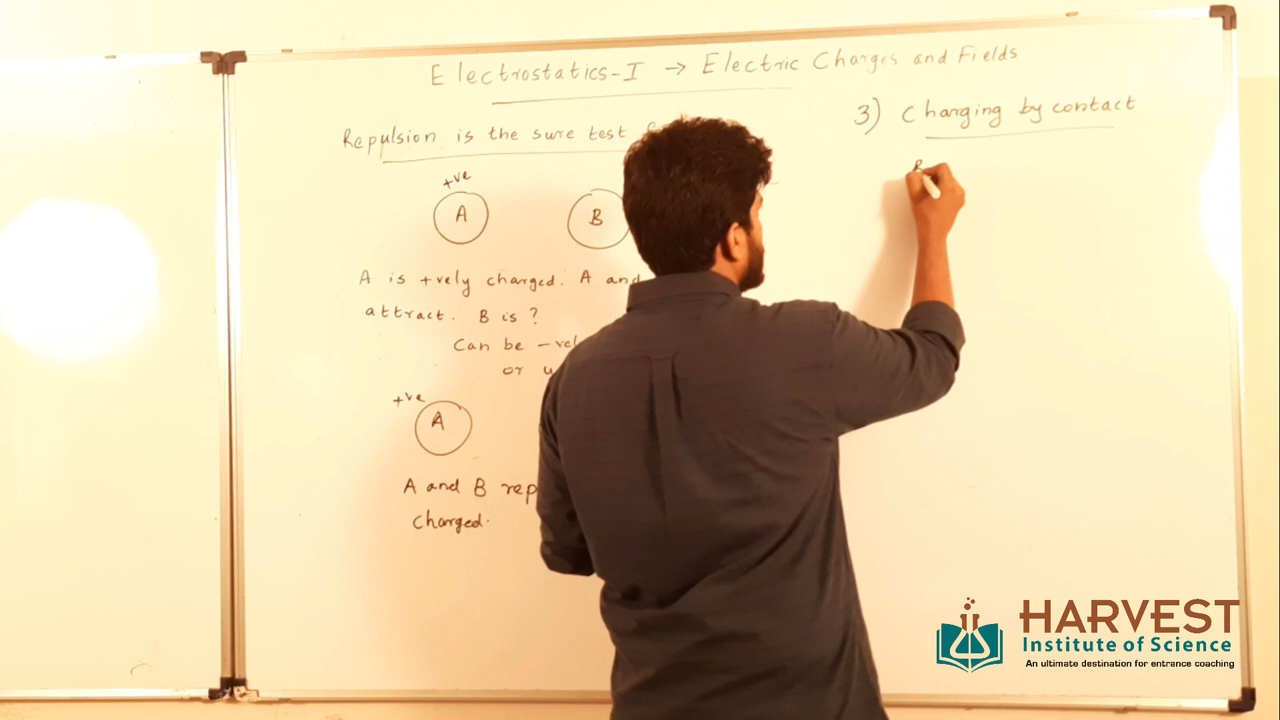 Electrostatics-I → Electric Charges and Fields
Repulsion is the sure test
+ve
A
B
A is +vely charged. A and
attract. B is ?
Can be -vel
or u
+ve
A
A and B rep
charged.
3) Charging by contact
HARVEST
Institute of Science
An ultimate destination for entrance coaching